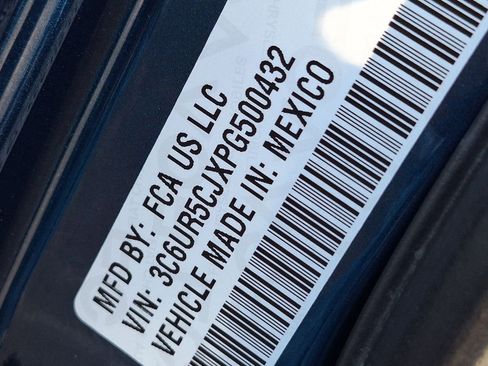 MFD BY: FCA US LLC
VIN: 3C6UR5CJXPG500432
VEHICLE MADE IN: MEXICO